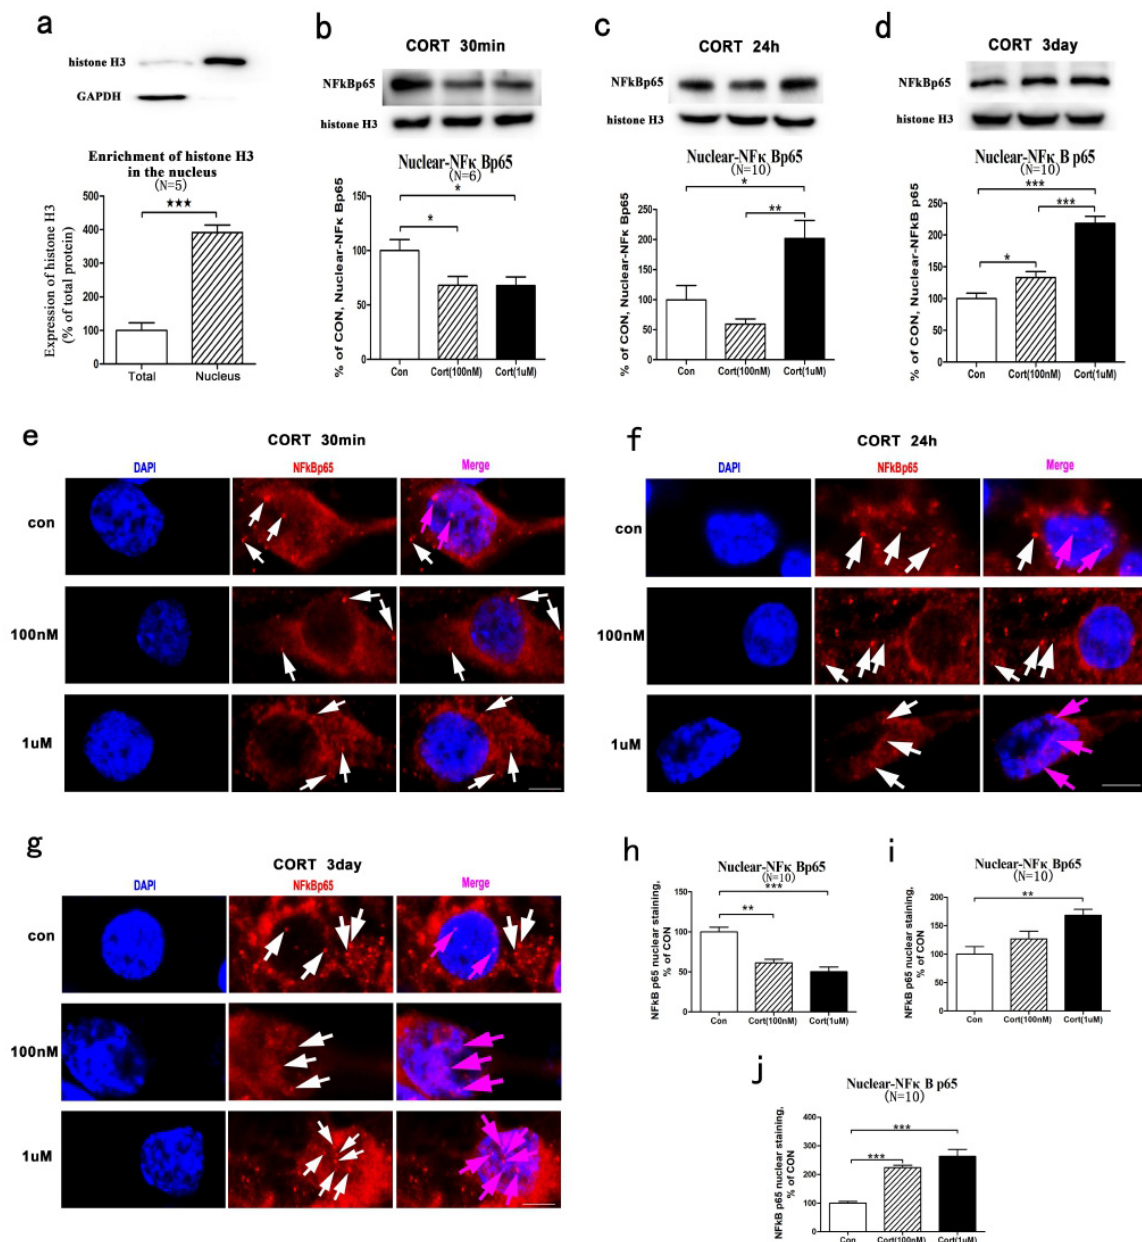 a
histone H3
GAPDH
Enrichment of histone H3
in the nucleus
(N=5)
★★★
Expression of histone H3
(% of total protein)
500
400
300
200
100
0
Total
Nucleus
b
CORT 30min
NFkBp65
histone H3
Nuclear-NFκ Bp65
(N=6)
*
*
% of CON, Nuclear-NFκ Bp65
150
100
50
0
Con
Cort(100nM)
Cort(1uM)
c
CORT 24h
NFkBp65
histone H3
Nuclear-NFκ Bp65
(N=10)
*
**
% of CON, Nuclear-NFκ Bp65
250
200
150
100
50
0
Con
Cort(100nM)
Cort(1uM)
d
CORT 3day
NFkBp65
histone H3
Nuclear-NFκ B p65
(N=10)
***
***
*
% of CON, Nuclear-NFkB p65
250
200
150
100
50
0
Con
Cort(100nM)
Cort(1uM)
e
CORT 30min
DAPI
NFkBp65
Merge
con
100nM
1uM
f
CORT 24h
DAPI
NFkBp65
Merge
con
100nM
1uM
g
CORT 3day
DAPI
NFkBp65
Merge
con
100nM
1uM
h
Nuclear-NFκ Bp65
(N=10)
***
**
NFkB p65 nuclear staining,
% of CON
150
100
50
0
Con
Cort(100nM)
Cort(1uM)
i
Nuclear-NFκ Bp65
(N=10)
**
NFkB p65 nuclear staining,
% of CON
200
150
100
50
0
Con
Cort(100nM)
Cort(1uM)
j
Nuclear-NFκ B p65
(N=10)
***
***
NFkB p65 nuclear staining,
% of CON
400
300
200
100
0
Con
Cort(100nM)
Cort(1uM)